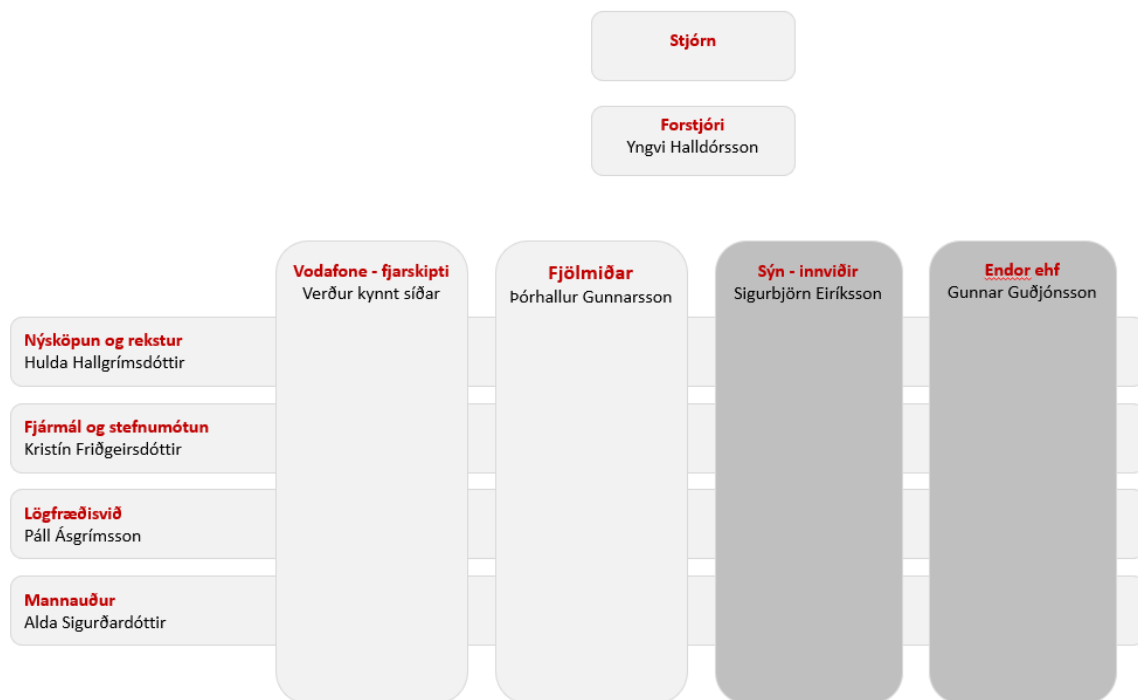 Stjórn
Forstjóri
Yngvi Halldórsson
Vodafone - fjarskipti
Verður kynnt síðar
Fjölmiðar
Þórhallur Gunnarsson
Sýn - innviðir
Sigurbjörn Eiríksson
Endor ehf
Gunnar Guðjónsson
Nýsköpun og rekstur
Hulda Hallgrímsdóttir
Fjármál og stefnumótun
Kristín Friðgeirsdóttir
Lögfræðisvið
Páll Ásgrímsson
Mannauður
Alda Sigurðardóttir